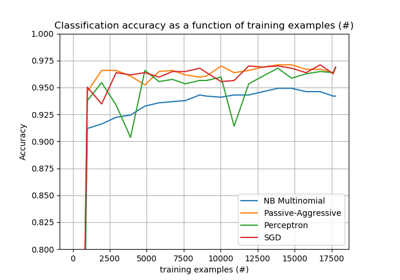 Classification accuracy as a function of training examples (#)
1.000
0.975
0.950
0.925
0.900
0.875
0.850
0.825
0.800
Accuracy
NB Multinomial
Passive-Aggressive
Perceptron
SGD
0 2500 5000 7500 10000 12500 15000 17500
training examples (#)